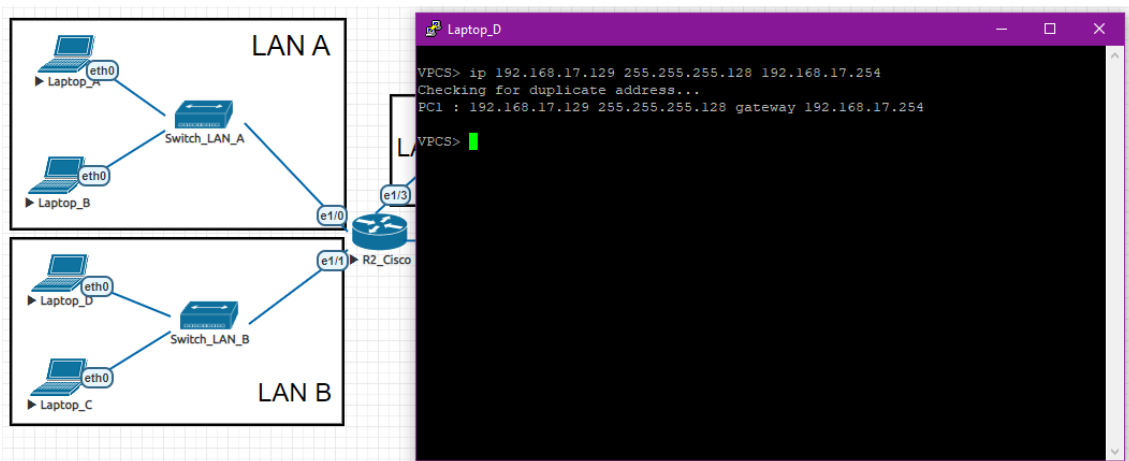 LAN A
eth0
▶ Laptop_A
Switch_LAN_A
eth0
▶ Laptop_B
e1/0
e1/3
e1/1
▶ R2_Cisco
eth0
▶ Laptop_D
Switch_LAN_B
eth0
▶ Laptop_C
LAN B
Laptop_D
VPCS> ip 192.168.17.129 255.255.255.128 192.168.17.254
Checking for duplicate address...
PC1 : 192.168.17.129 255.255.255.128 gateway 192.168.17.254
VPCS>